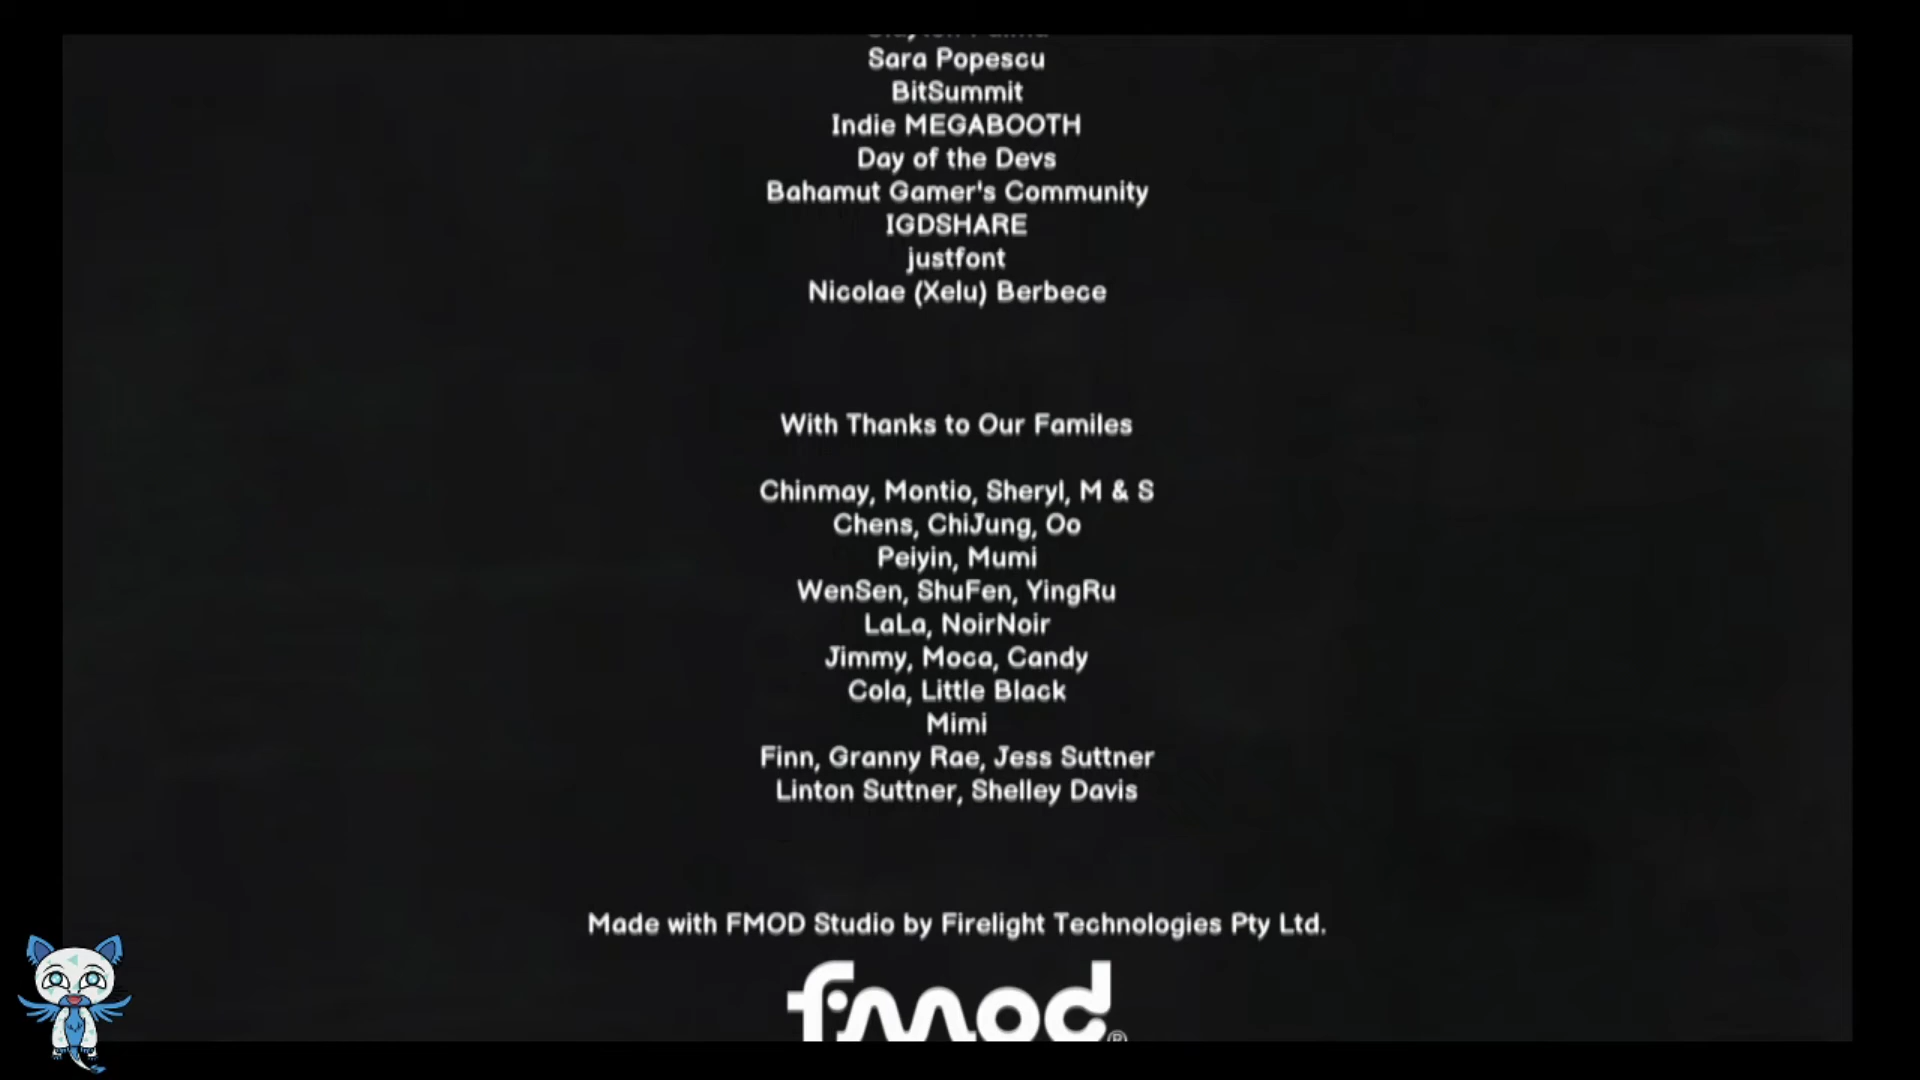 Sara Popescu
BitSummit
Indie MEGABOOTH
Day of the Devs
Bahamut Gamer's Community
IGDSHARE
justfont
Nicolae (Xelu) Berbece
With Thanks to Our Familes
Chinmay, Montio, Sheryl, M & S
Chens, ChiJung, Oo
Peiyin, Mumi
WenSen, ShuFen, YingRu
LaLa, NoirNoir
Jimmy, Moca, Candy
Cola, Little Black
Mimi
Finn, Granny Rae, Jess Suttner
Linton Suttner, Shelley Davis
Made with FMOD Studio by Firelight Technologies Pty Ltd.
fmod®